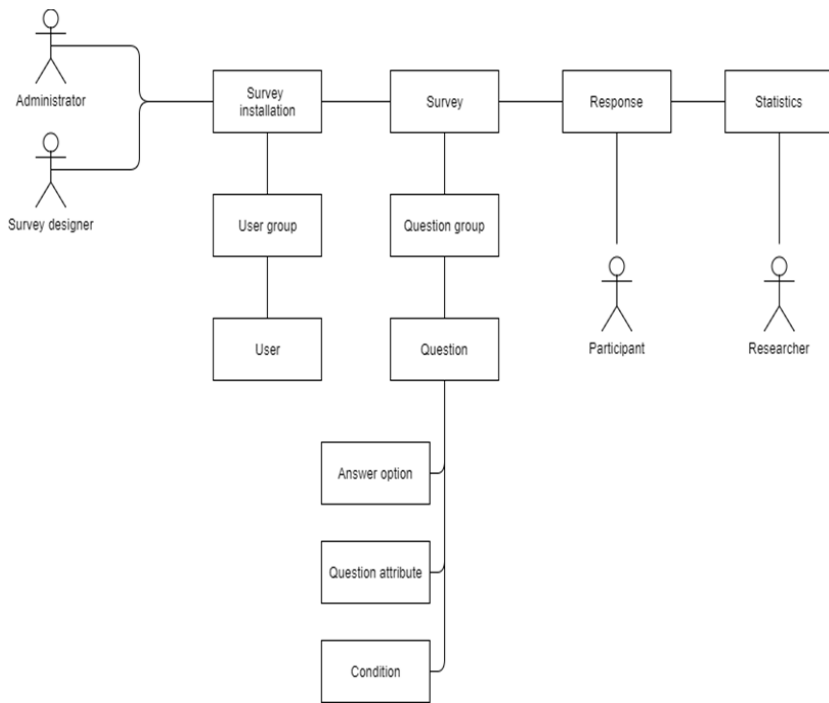 Administrator
Survey
installation
Survey
Response
Statistics
Survey designer
User group
Question group
User
Question
Participant
Researcher
Answer option
Question attribute
Condition